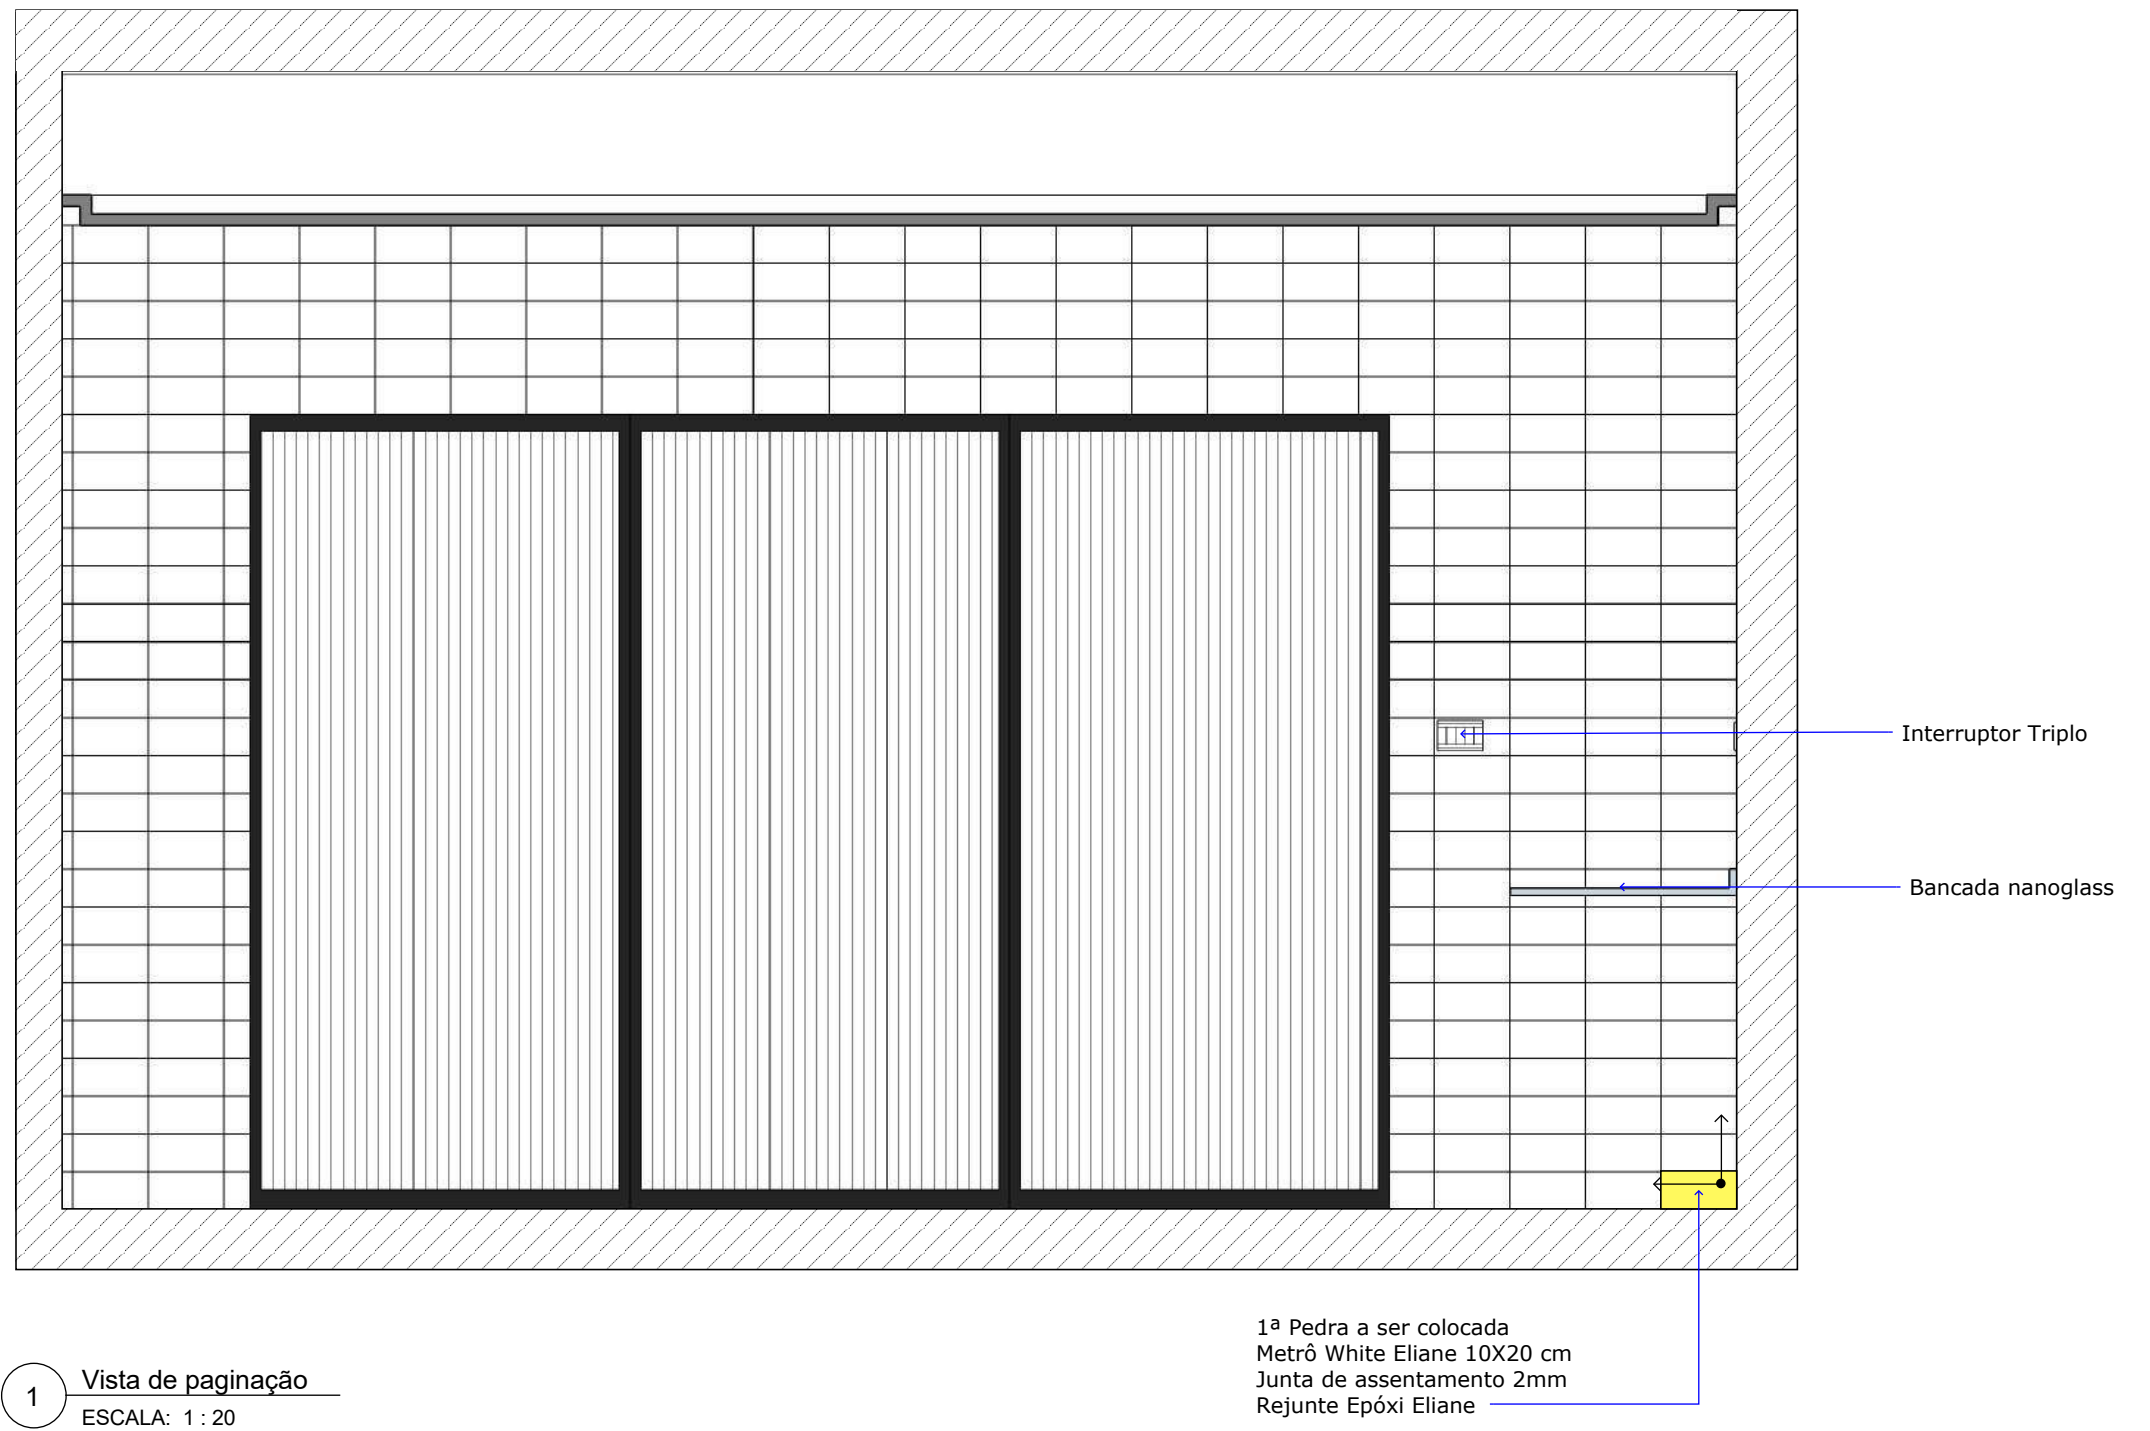 Interruptor Triplo
Bancada nanoglass
1ª Pedra a ser colocada
Metrô White Eliane 10X20 cm
Junta de assentamento 2mm
Rejunte Epóxi Eliane
1
Vista de paginação
ESCALA: 1 : 20